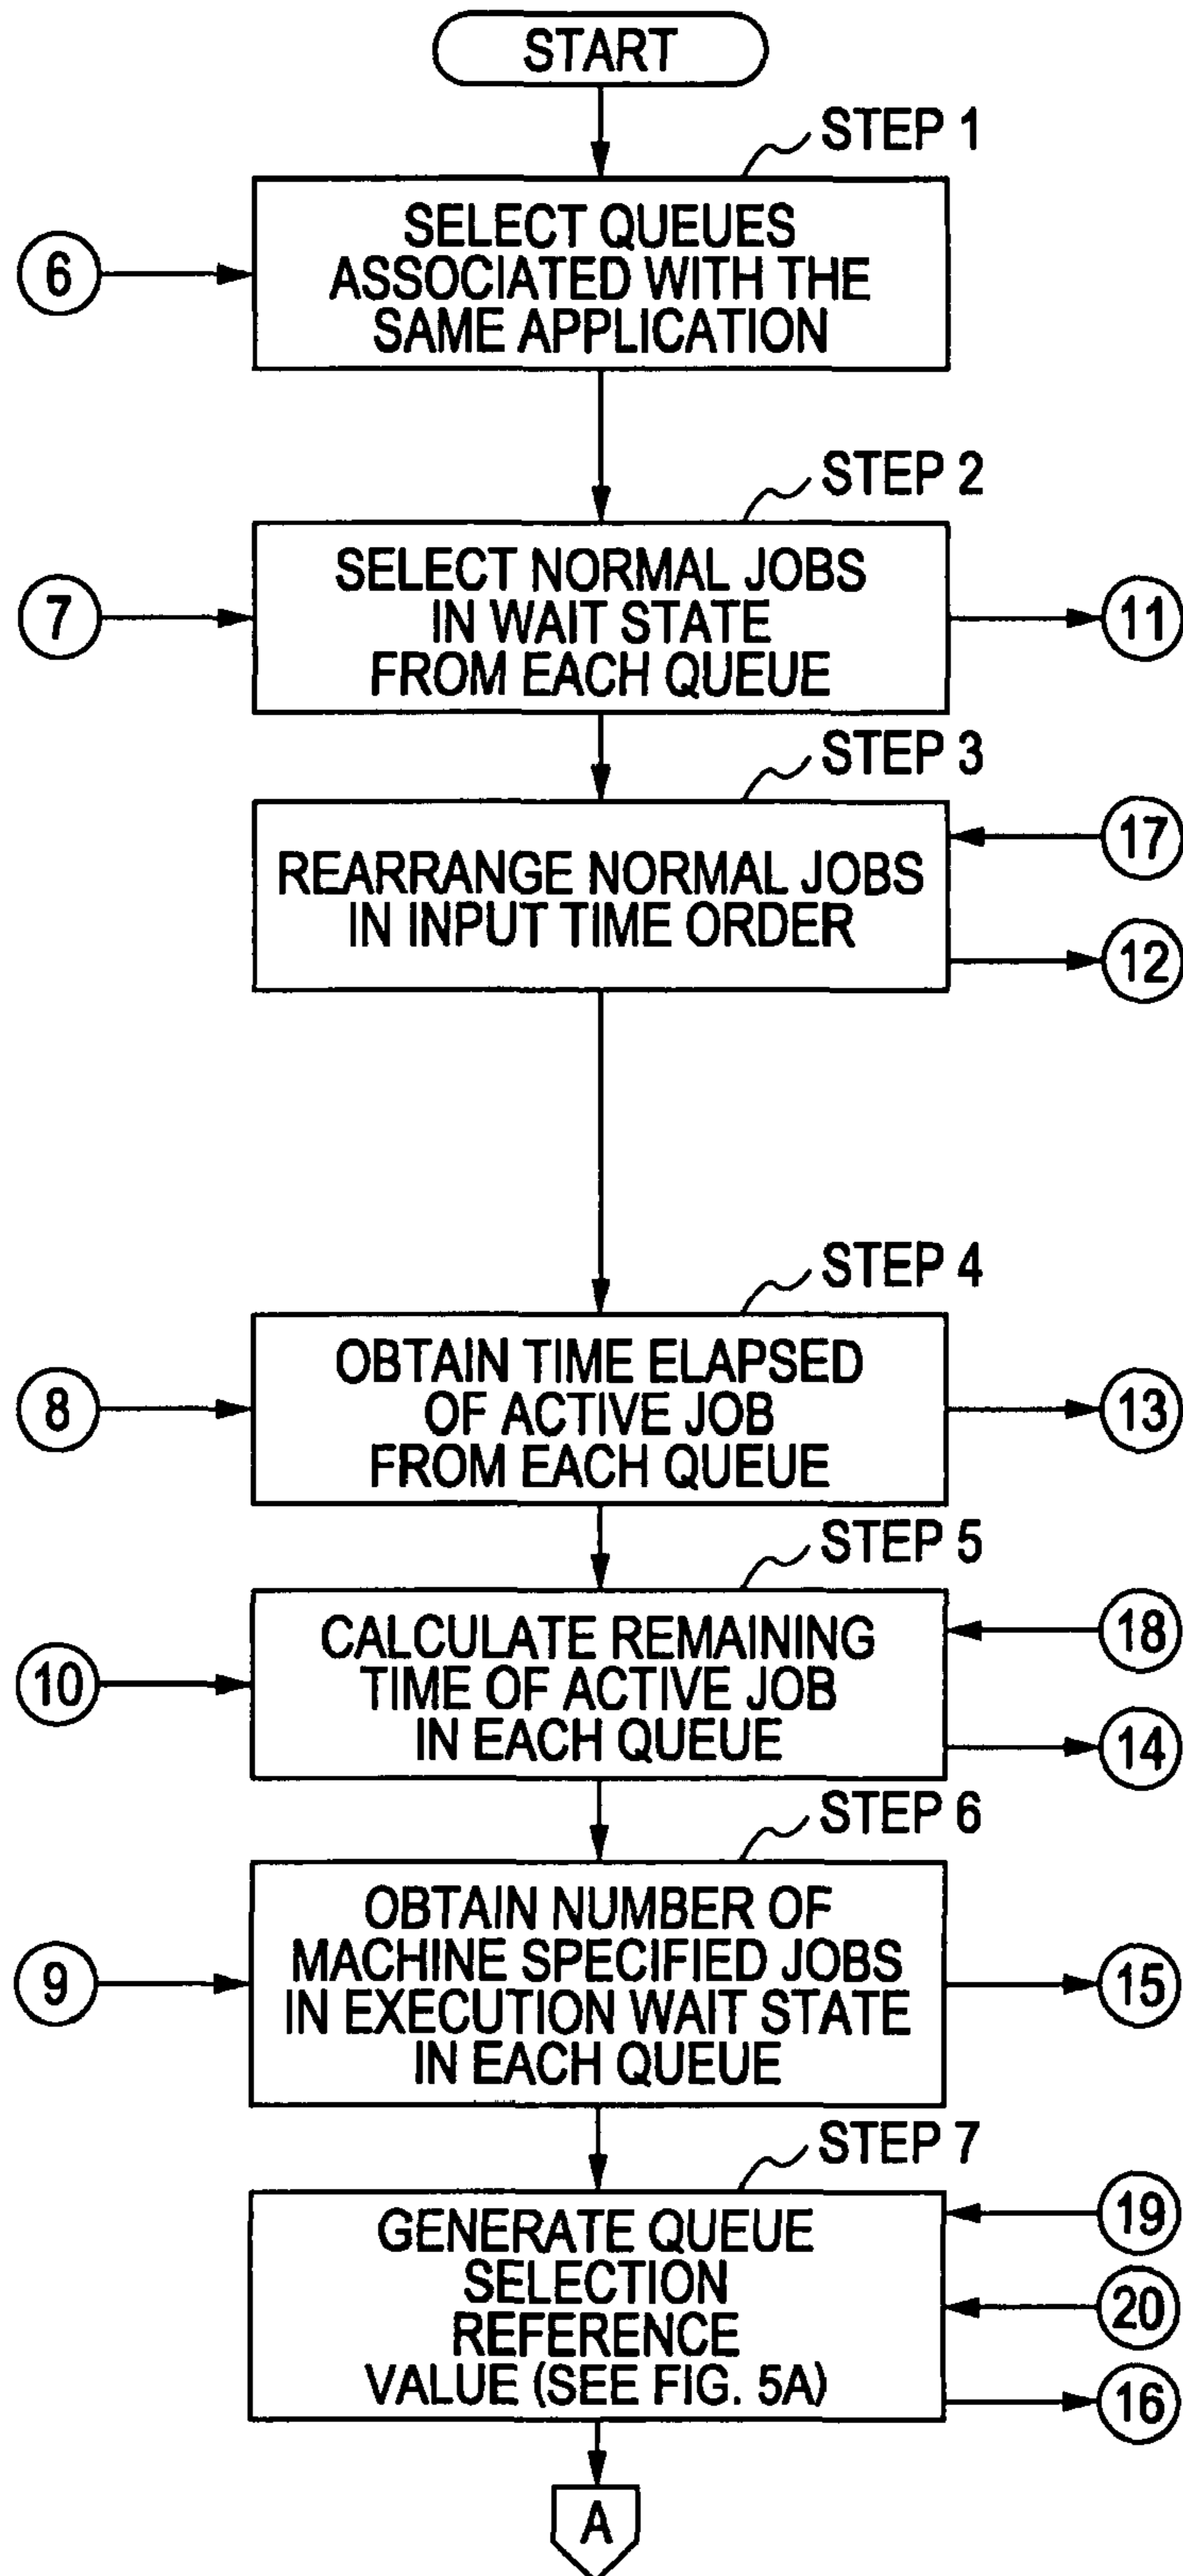 START
STEP 1
SELECT QUEUES
ASSOCIATED WITH THE
SAME APPLICATION
6
STEP 2
SELECT NORMAL JOBS
IN WAIT STATE
FROM EACH QUEUE
7
11
STEP 3
REARRANGE NORMAL JOBS
IN INPUT TIME ORDER
17
12
STEP 4
OBTAIN TIME ELAPSED
OF ACTIVE JOB
FROM EACH QUEUE
8
13
STEP 5
CALCULATE REMAINING
TIME OF ACTIVE JOB
IN EACH QUEUE
10
18
14
STEP 6
OBTAIN NUMBER OF
MACHINE SPECIFIED JOBS
IN EXECUTION WAIT STATE
IN EACH QUEUE
9
15
STEP 7
GENERATE QUEUE
SELECTION
REFERENCE
VALUE (SEE FIG. 5A)
19
20
16
A